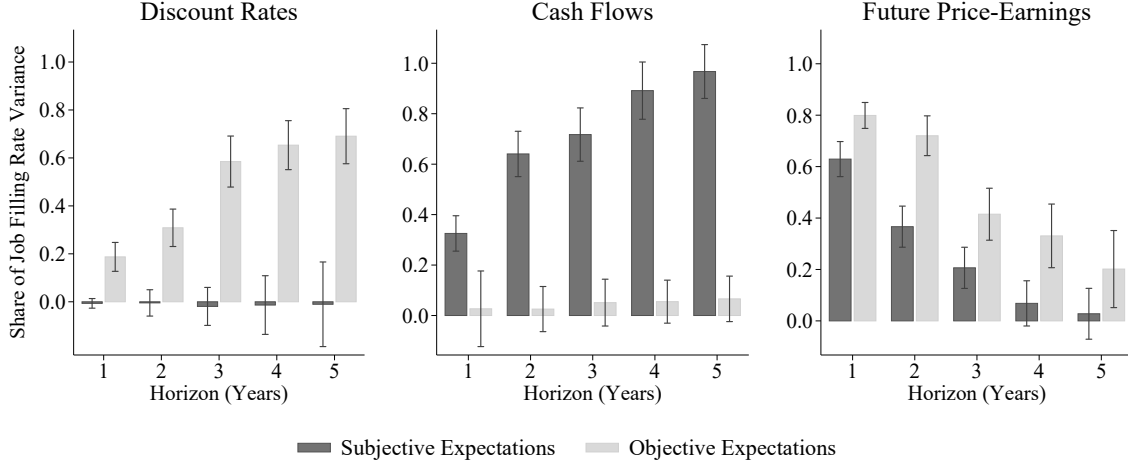 Discount Rates
Cash Flows
Future Price-Earnings
Share of Job Filling Rate Variance
1.0
0.8
0.6
0.4
0.2
0.0
1 2 3 4 5
Horizon (Years)
1.0
0.8
0.6
0.4
0.2
0.0
1 2 3 4 5
Horizon (Years)
1.0
0.8
0.6
0.4
0.2
0.0
1 2 3 4 5
Horizon (Years)
Subjective Expectations Objective Expectations